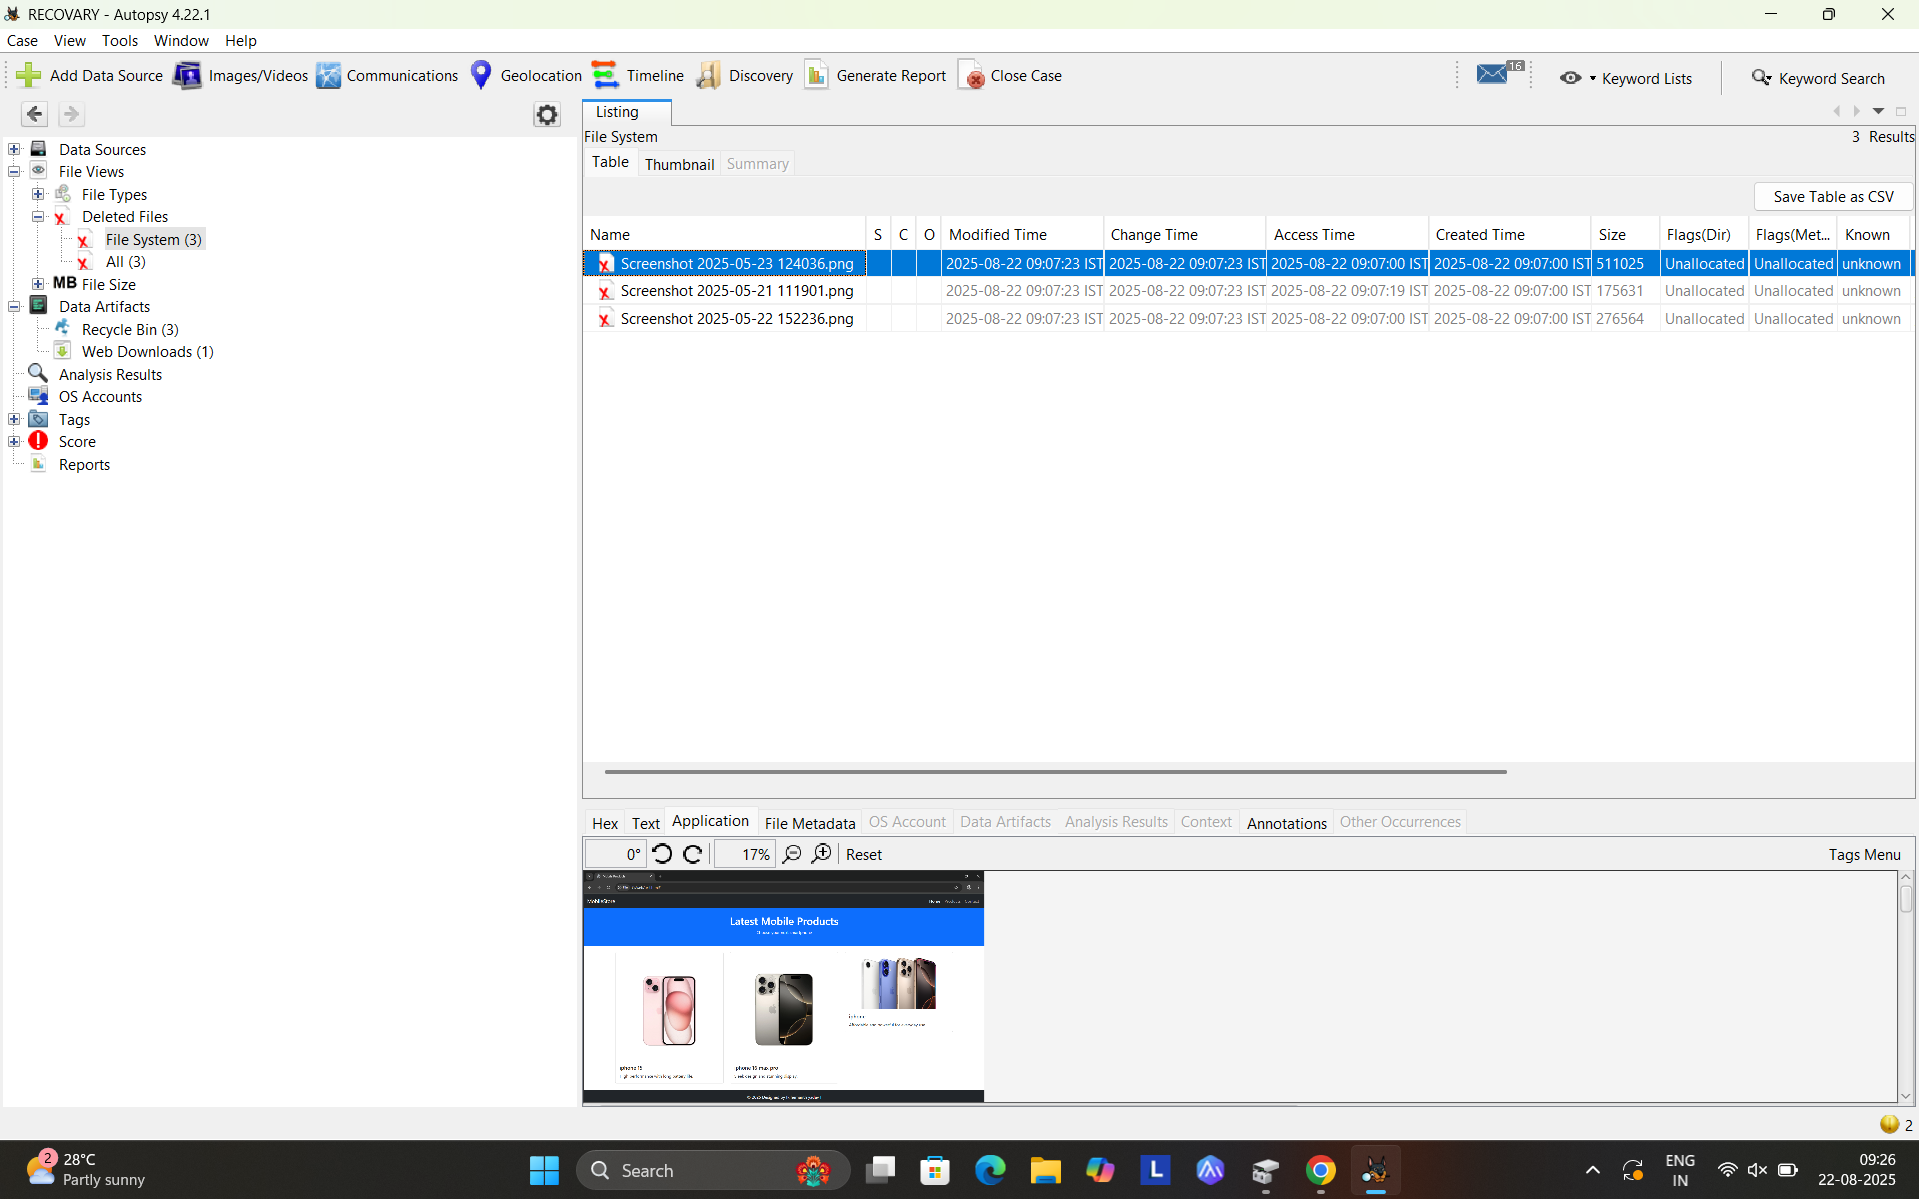 RECOVARY - Autopsy 4.22.1
Case View Tools Window Help
Add Data Source Images/Videos Communications Geolocation Timeline Discovery Generate Report Close Case 16 Keyword Lists Keyword Search
Listing
File System 3 Results
Table Thumbnail Summary
Save Table as CSV
Data Sources
File Views
File Types
Deleted Files
File System (3)
All (3)
MB File Size
Data Artifacts
Recycle Bin (3)
Web Downloads (1)
Analysis Results
OS Accounts
Tags
Score
Reports
Name S C O Modified Time Change Time Access Time Created Time Size Flags(Dir) Flags(Met... Known
Screenshot 2025-05-23 124036.png 2025-08-22 09:07:23 IST 2025-08-22 09:07:23 IST 2025-08-22 09:07:00 IST 2025-08-22 09:07:00 IST 511025 Unallocated Unallocated unknown
Screenshot 2025-05-21 111901.png 2025-08-22 09:07:23 IST 2025-08-22 09:07:23 IST 2025-08-22 09:07:19 IST 2025-08-22 09:07:00 IST 175631 Unallocated Unallocated unknown
Screenshot 2025-05-22 152236.png 2025-08-22 09:07:23 IST 2025-08-22 09:07:23 IST 2025-08-22 09:07:00 IST 2025-08-22 09:07:00 IST 276564 Unallocated Unallocated unknown
Hex Text Application File Metadata OS Account Data Artifacts Analysis Results Context Annotations Other Occurrences
0° 17% Reset Tags Menu
MobileStore Home Products Contact
Latest Mobile Products
iphone
iphone 15
iphone 16 max pro
2
2
28°C
Partly sunny
Search
L
ENG
IN
09:26
22-08-2025